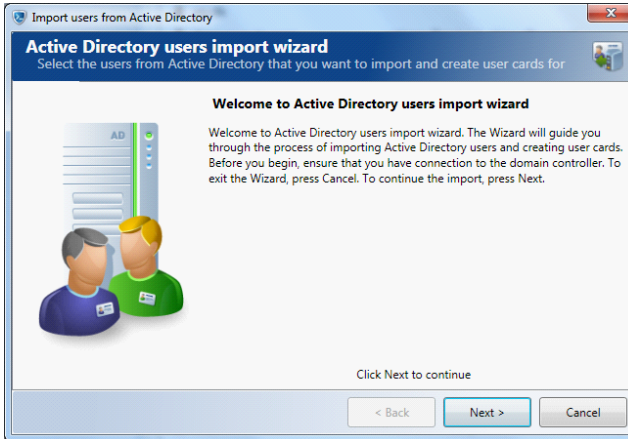 Import users from Active Directory
Active Directory users import wizard
Select the users from Active Directory that you want to import and create user cards for
Welcome to Active Directory users import wizard
AD
Welcome to Active Directory users import wizard. The Wizard will guide you
through the process of importing Active Directory users and creating user cards.
Before you begin, ensure that you have connection to the domain controller. To
exit the Wizard, press Cancel. To continue the import, press Next.
Click Next to continue
< Back
Next >
Cancel